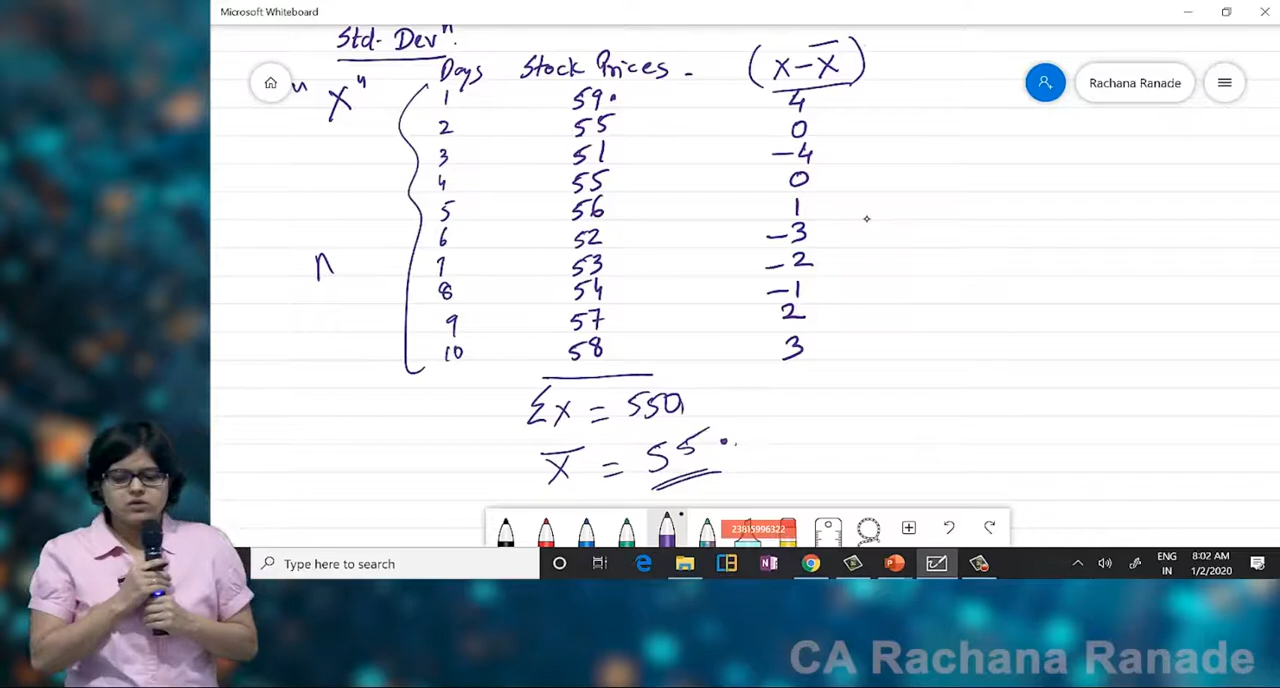 Microsoft Whiteboard
Std- Devⁿ.
Days Stock Prices - (x-x̅)
n "X"
1 59 4
2 55 0
3 51 -4
4 55 0
5 56 1
6 52 -3
7 53 -2
8 54 -1
9 57 2
10 58 3
Σx = 550
x̅ = 55
Rachana Ranade
23815996322
Type here to search
ENG
IN
8:02 AM
1/2/2020
CA Rachana Ranade